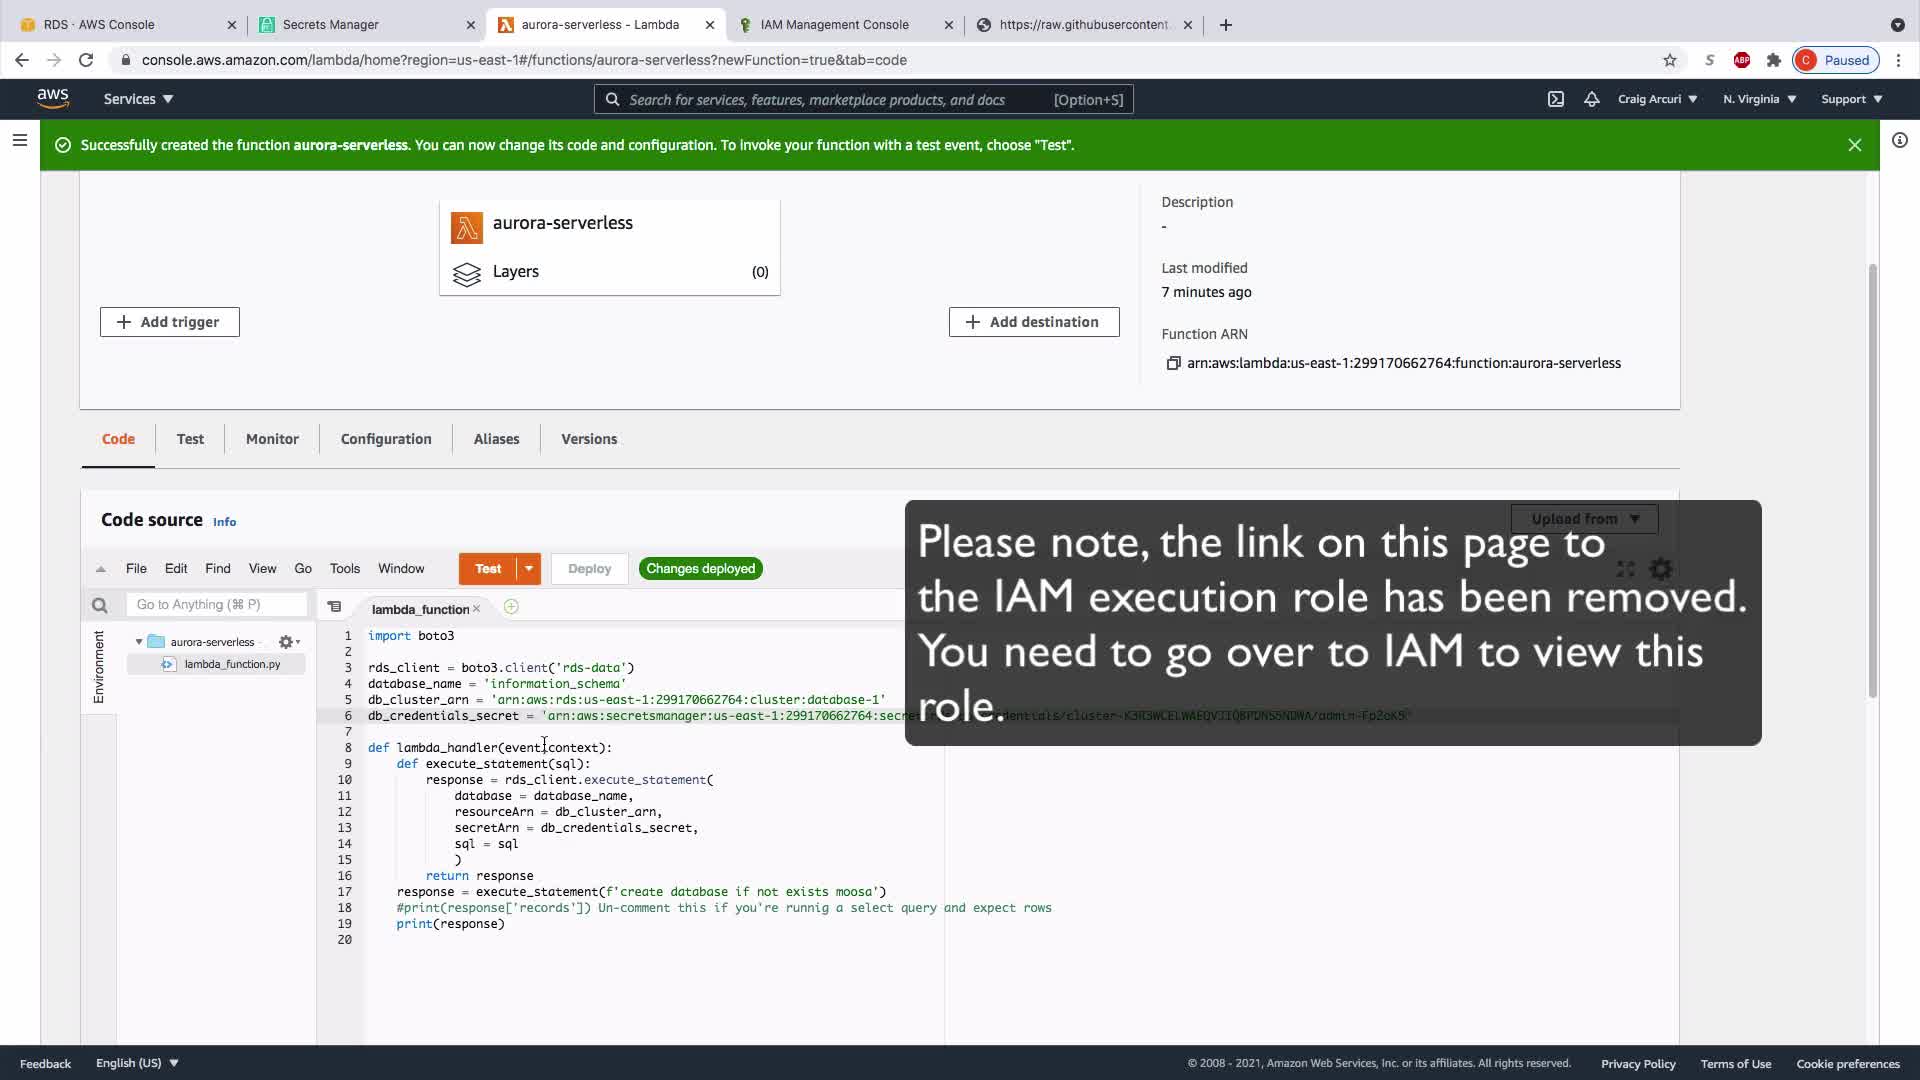 RDS · AWS Console
Secrets Manager
aurora-serverless - Lambda
IAM Management Console
https://raw.githubusercontent.
console.aws.amazon.com/lambda/home?region=us-east-1#/functions/aurora-serverless?newFunction=true&tab=code
S
ABP
C
Paused
aws
Services
Search for services, features, marketplace products, and docs
[Option+S]
Craig Arcuri
N. Virginia
Support
Successfully created the function aurora-serverless. You can now change its code and configuration. To invoke your function with a test event, choose "Test".
aurora-serverless
Layers
(0)
Add trigger
Add destination
Description
-
Last modified
7 minutes ago
Function ARN
arn:aws:lambda:us-east-1:299170662764:function:aurora-serverless
Code
Test
Monitor
Configuration
Aliases
Versions
Code source
Info
Upload from
Please note, the link on this page to
the IAM execution role has been removed.
You need to go over to IAM to view this
role.
File
Edit
Find
View
Go
Tools
Window
Test
Deploy
Changes deployed
Go to Anything (⌘ P)
lambda_function
Environment
aurora-serverless
lambda_function.py
1 import boto3
2
3 rds_client = boto3.client('rds-data')
4 database_name = 'information_schema'
5 db_cluster_arn = 'arn:aws:rds:us-east-1:299170662764:cluster:database-1'
6 db_credentials_secret = 'arn:aws:secretsmanager:us-east-1:299170662764:secret
7
8 def lambda_handler(event,context):
9 def execute_statement(sql):
10 response = rds_client.execute_statement(
11 database = database_name,
12 resourceArn = db_cluster_arn,
13 secretArn = db_credentials_secret,
14 sql = sql
15 )
16 return response
17 response = execute_statement(f'create database if not exists moosa')
18 #print(response['records']) Un-comment this if you're runnig a select query and expect rows
19 print(response)
20
Feedback
English (US)
© 2008 - 2021, Amazon Web Services, Inc. or its affiliates. All rights reserved.
Privacy Policy
Terms of Use
Cookie preferences